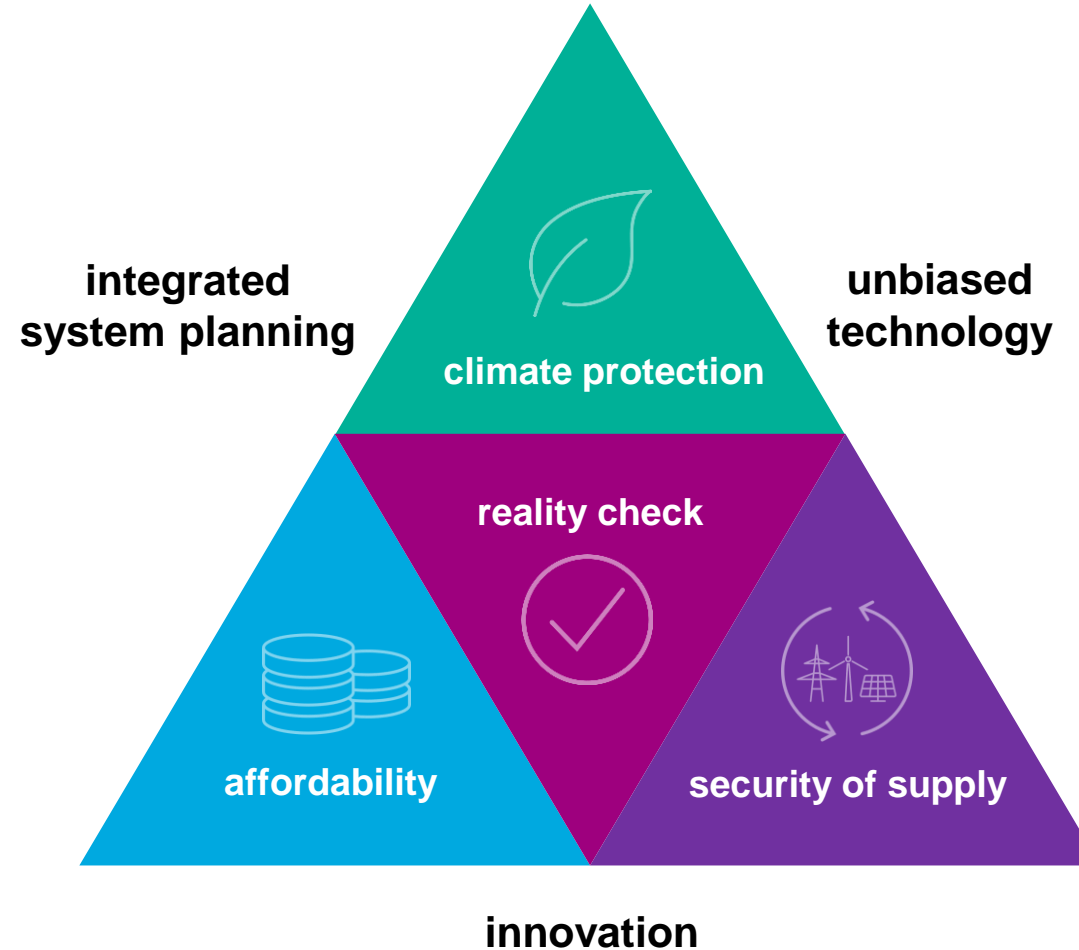 integrated
system planning
unbiased
technology
climate protection
reality check
affordability
security of supply
innovation